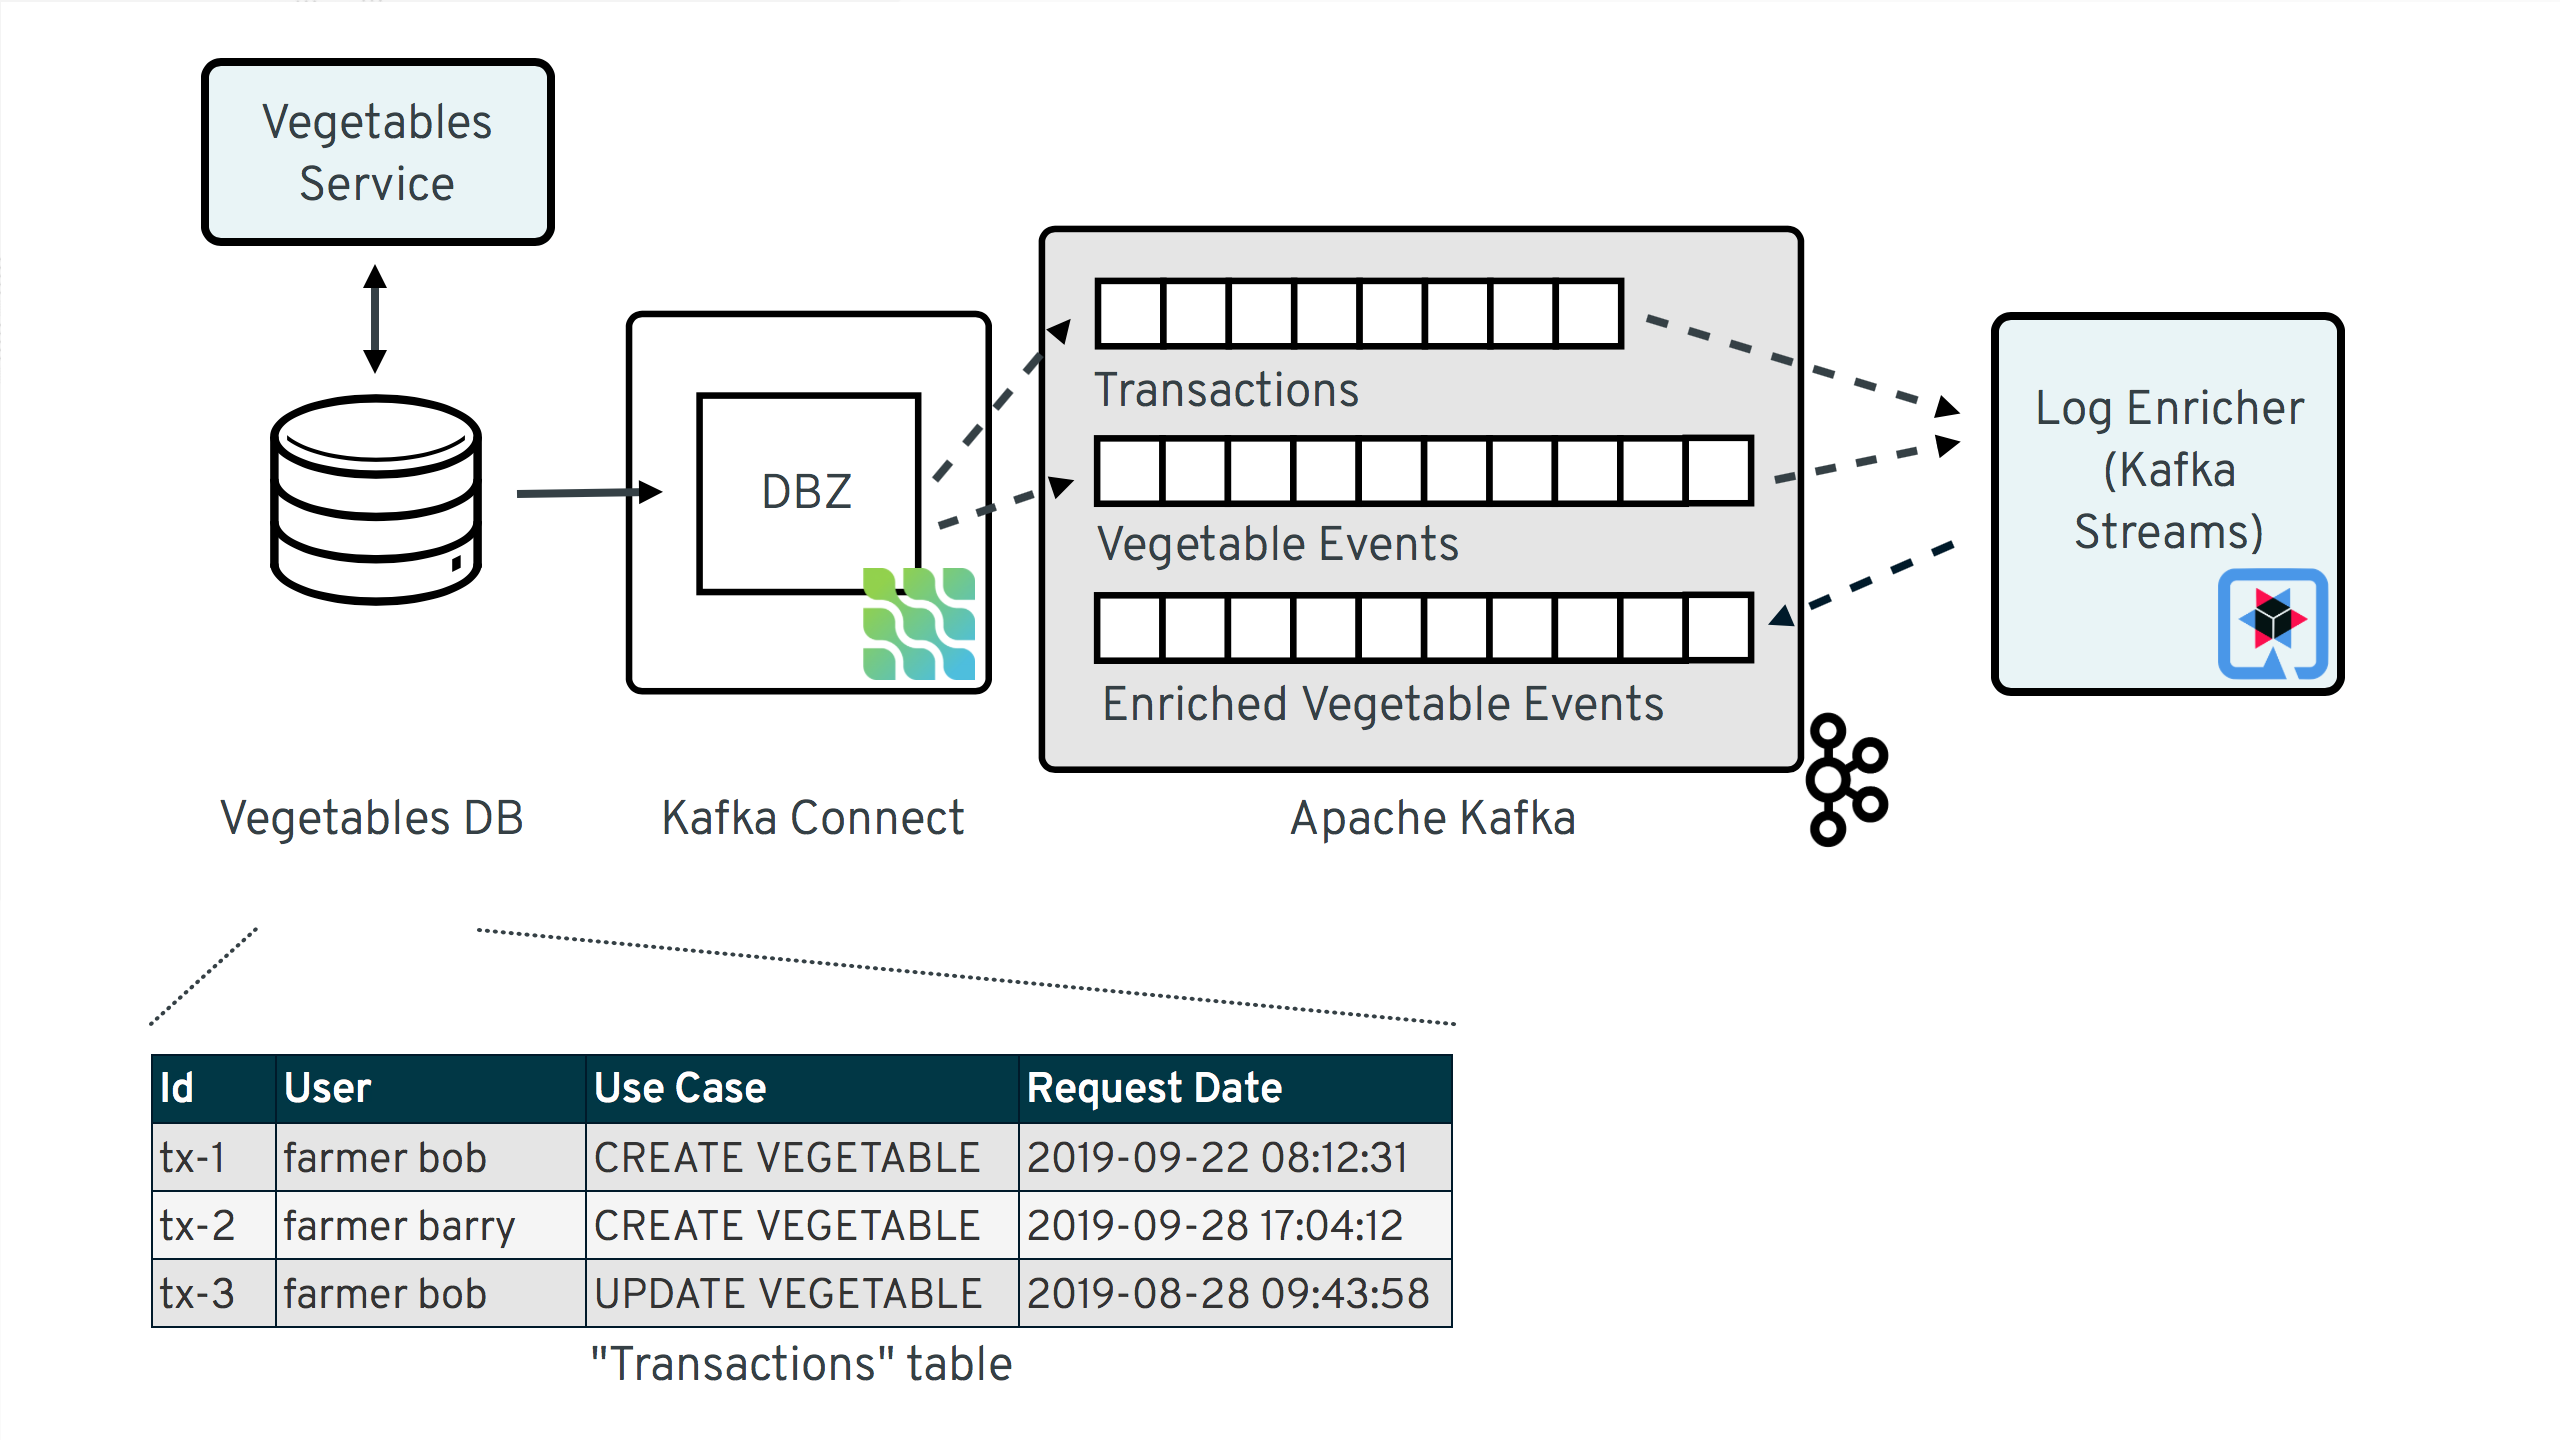 Vegetables
Service
DBZ
Transactions
Vegetable Events
Enriched Vegetable Events
Log Enricher
(Kafka
Streams)
Vegetables DB
Kafka Connect
Apache Kafka
Id User Use Case Request Date
tx-1 farmer bob CREATE VEGETABLE 2019-09-22 08:12:31
tx-2 farmer barry CREATE VEGETABLE 2019-09-28 17:04:12
tx-3 farmer bob UPDATE VEGETABLE 2019-08-28 09:43:58
"Transactions" table